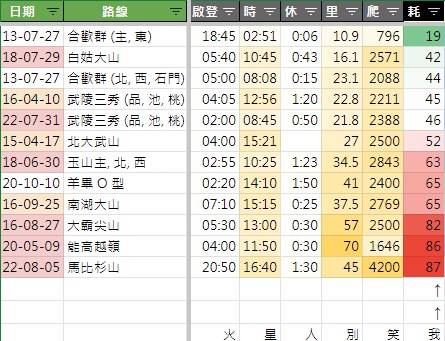 日期 路線 啟登 時 休 里 爬 耗
13-07-27 合歡群 (主, 東) 18:45 02:51 0:06 10.9 796 19
18-07-29 白姑大山 05:40 10:45 0:43 16.1 2571 42
13-07-27 合歡群 (北, 西, 石門) 05:00 08:08 0:15 23.1 2088 44
16-04-10 武陵三秀 (品, 池, 桃) 04:05 12:56 1:20 22.8 2211 45
22-07-31 武陵三秀 (品, 池, 桃) 02:00 08:45 0:50 21.8 2388 46
15-04-17 北大武山 04:00 15:21 27 2500 52
18-06-30 玉山主, 北, 西 02:55 10:25 1:23 34.5 2843 63
20-10-10 羊畢 O 型 02:20 14:10 1:50 41 2400 65
16-09-25 南湖大山 07:10 15:15 0:25 37.5 2769 65
16-08-27 大霸尖山 05:30 13:00 0:30 57 2500 82
20-05-09 能高越嶺 04:00 11:50 0:30 70 1646 86
22-08-05 馬比杉山 20:50 16:40 1:30 45 4200 87
↑
↑
火 星 人 別 笑 我